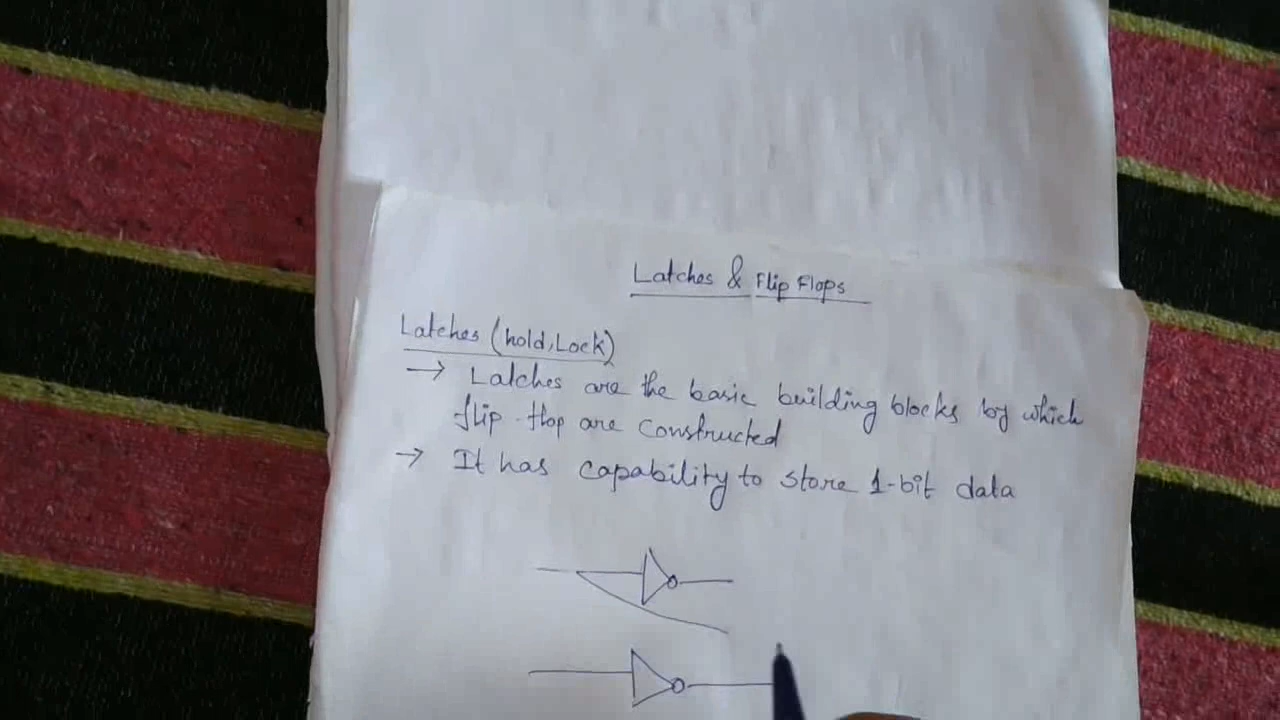 Latches & Flip Flops
Latches (hold, Lock)
→ Latches are the basic building blocks by which
flip-flop are constructed
→ It has capability to store 1-bit data